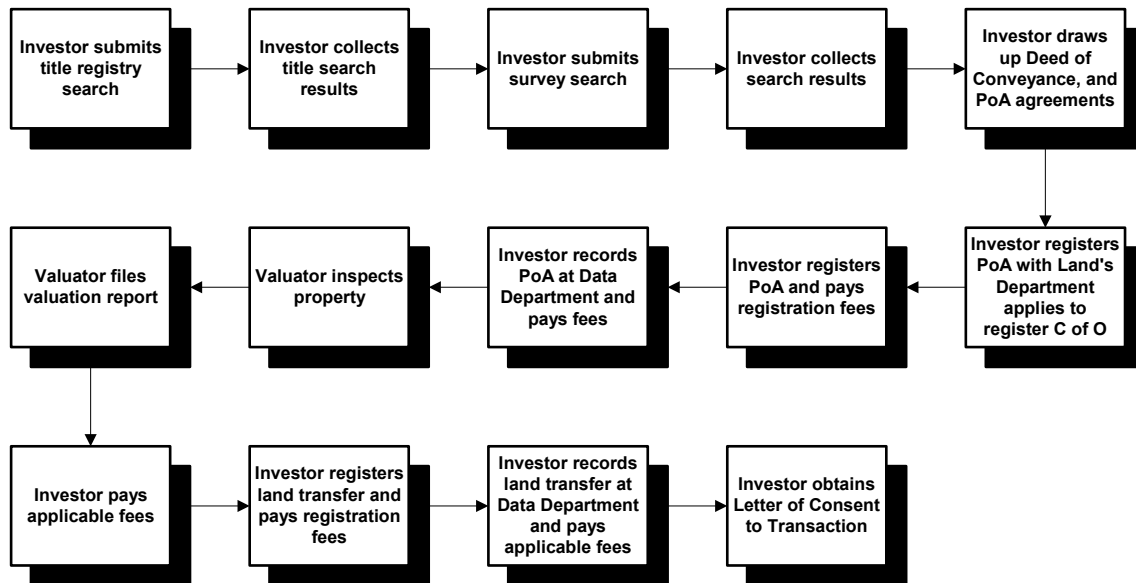 Investor submits
title registry
search
Investor collects
title search
results
Investor submits
survey search
Investor collects
search results
Investor draws
up Deed of
Conveyance, and
PoA agreements
Investor registers
PoA with Land's
Department
applies to
register C of O
Investor registers
PoA and pays
registration fees
Investor records
PoA at Data
Department and
pays fees
Valuator inspects
property
Valuator files
valuation report
Investor pays
applicable fees
Investor registers
land transfer and
pays registration
fees
Investor records
land transfer at
Data Department
and pays
applicable fees
Investor obtains
Letter of Consent
to Transaction